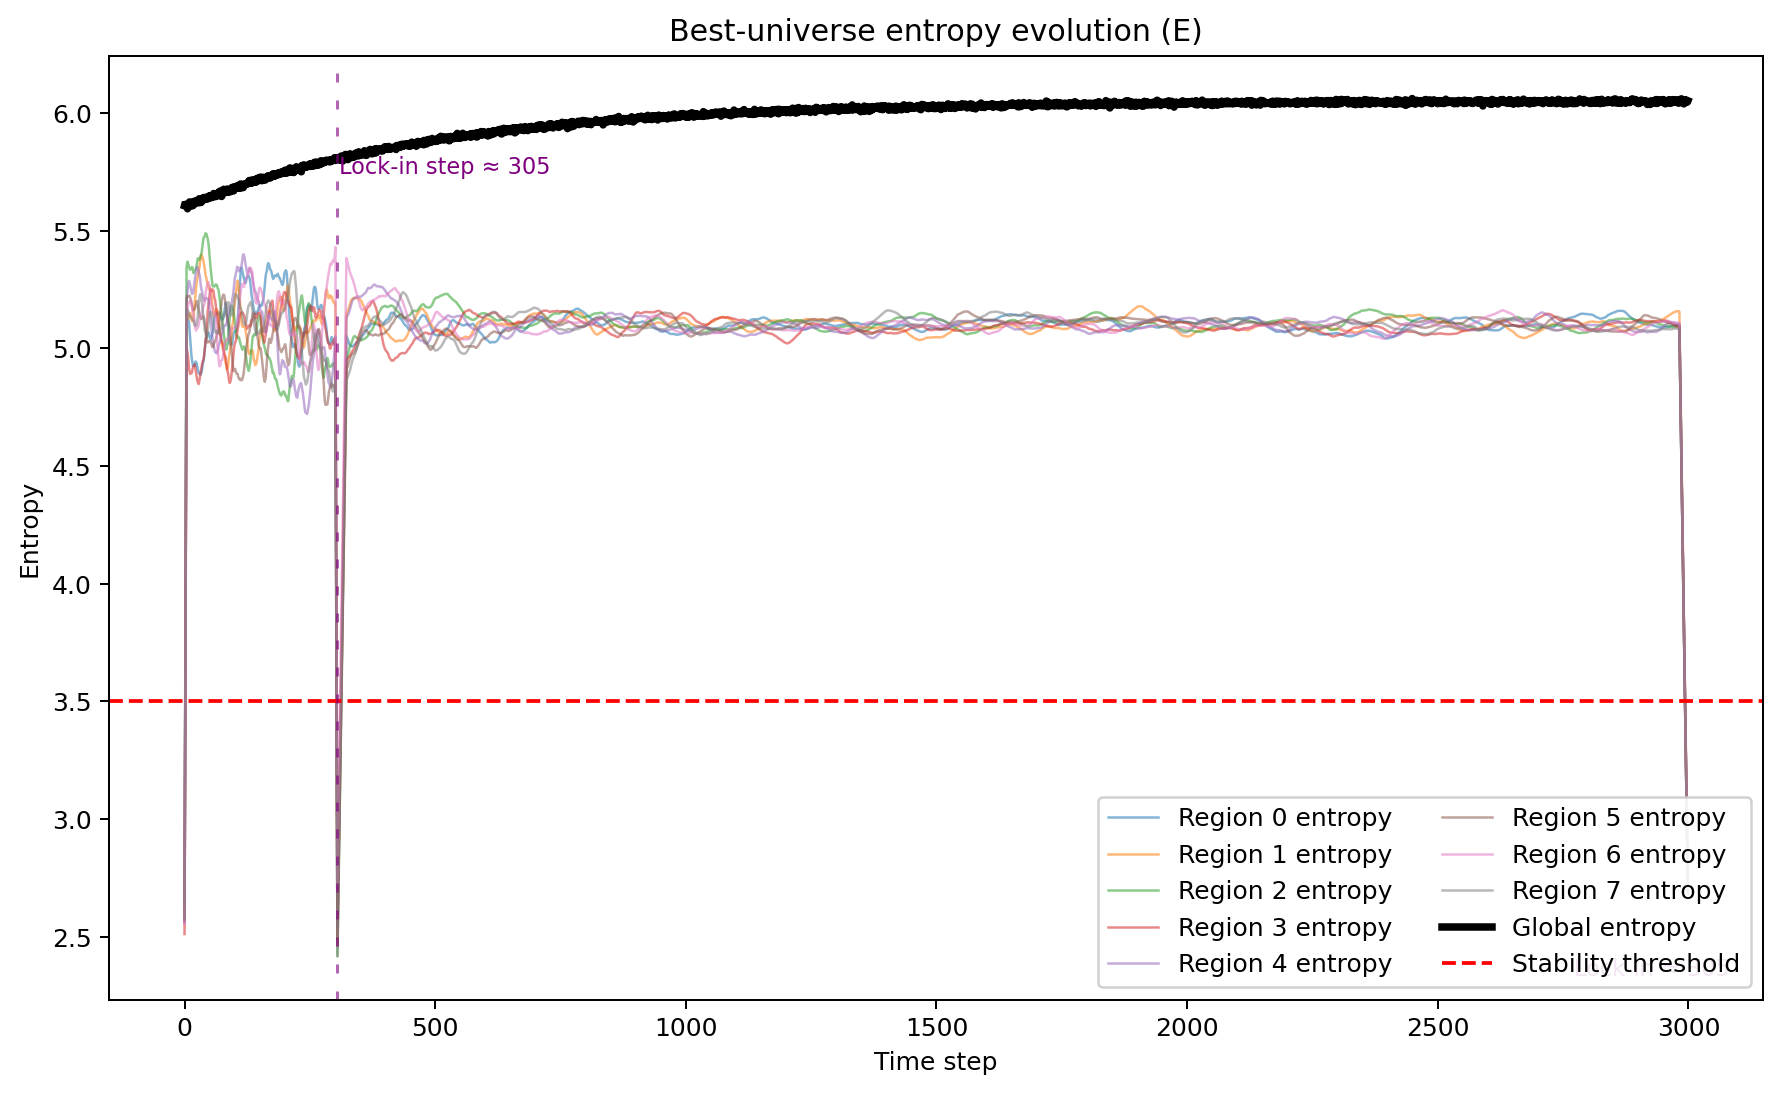 Best-universe entropy evolution (E)
Entropy
6.0
5.5
5.0
4.5
4.0
3.5
3.0
2.5
Lock-in step ≈ 305
Region 0 entropy
Region 1 entropy
Region 2 entropy
Region 3 entropy
Region 4 entropy
Region 5 entropy
Region 6 entropy
Region 7 entropy
Global entropy
Stability threshold
0 500 1000 1500 2000 2500 3000
Time step